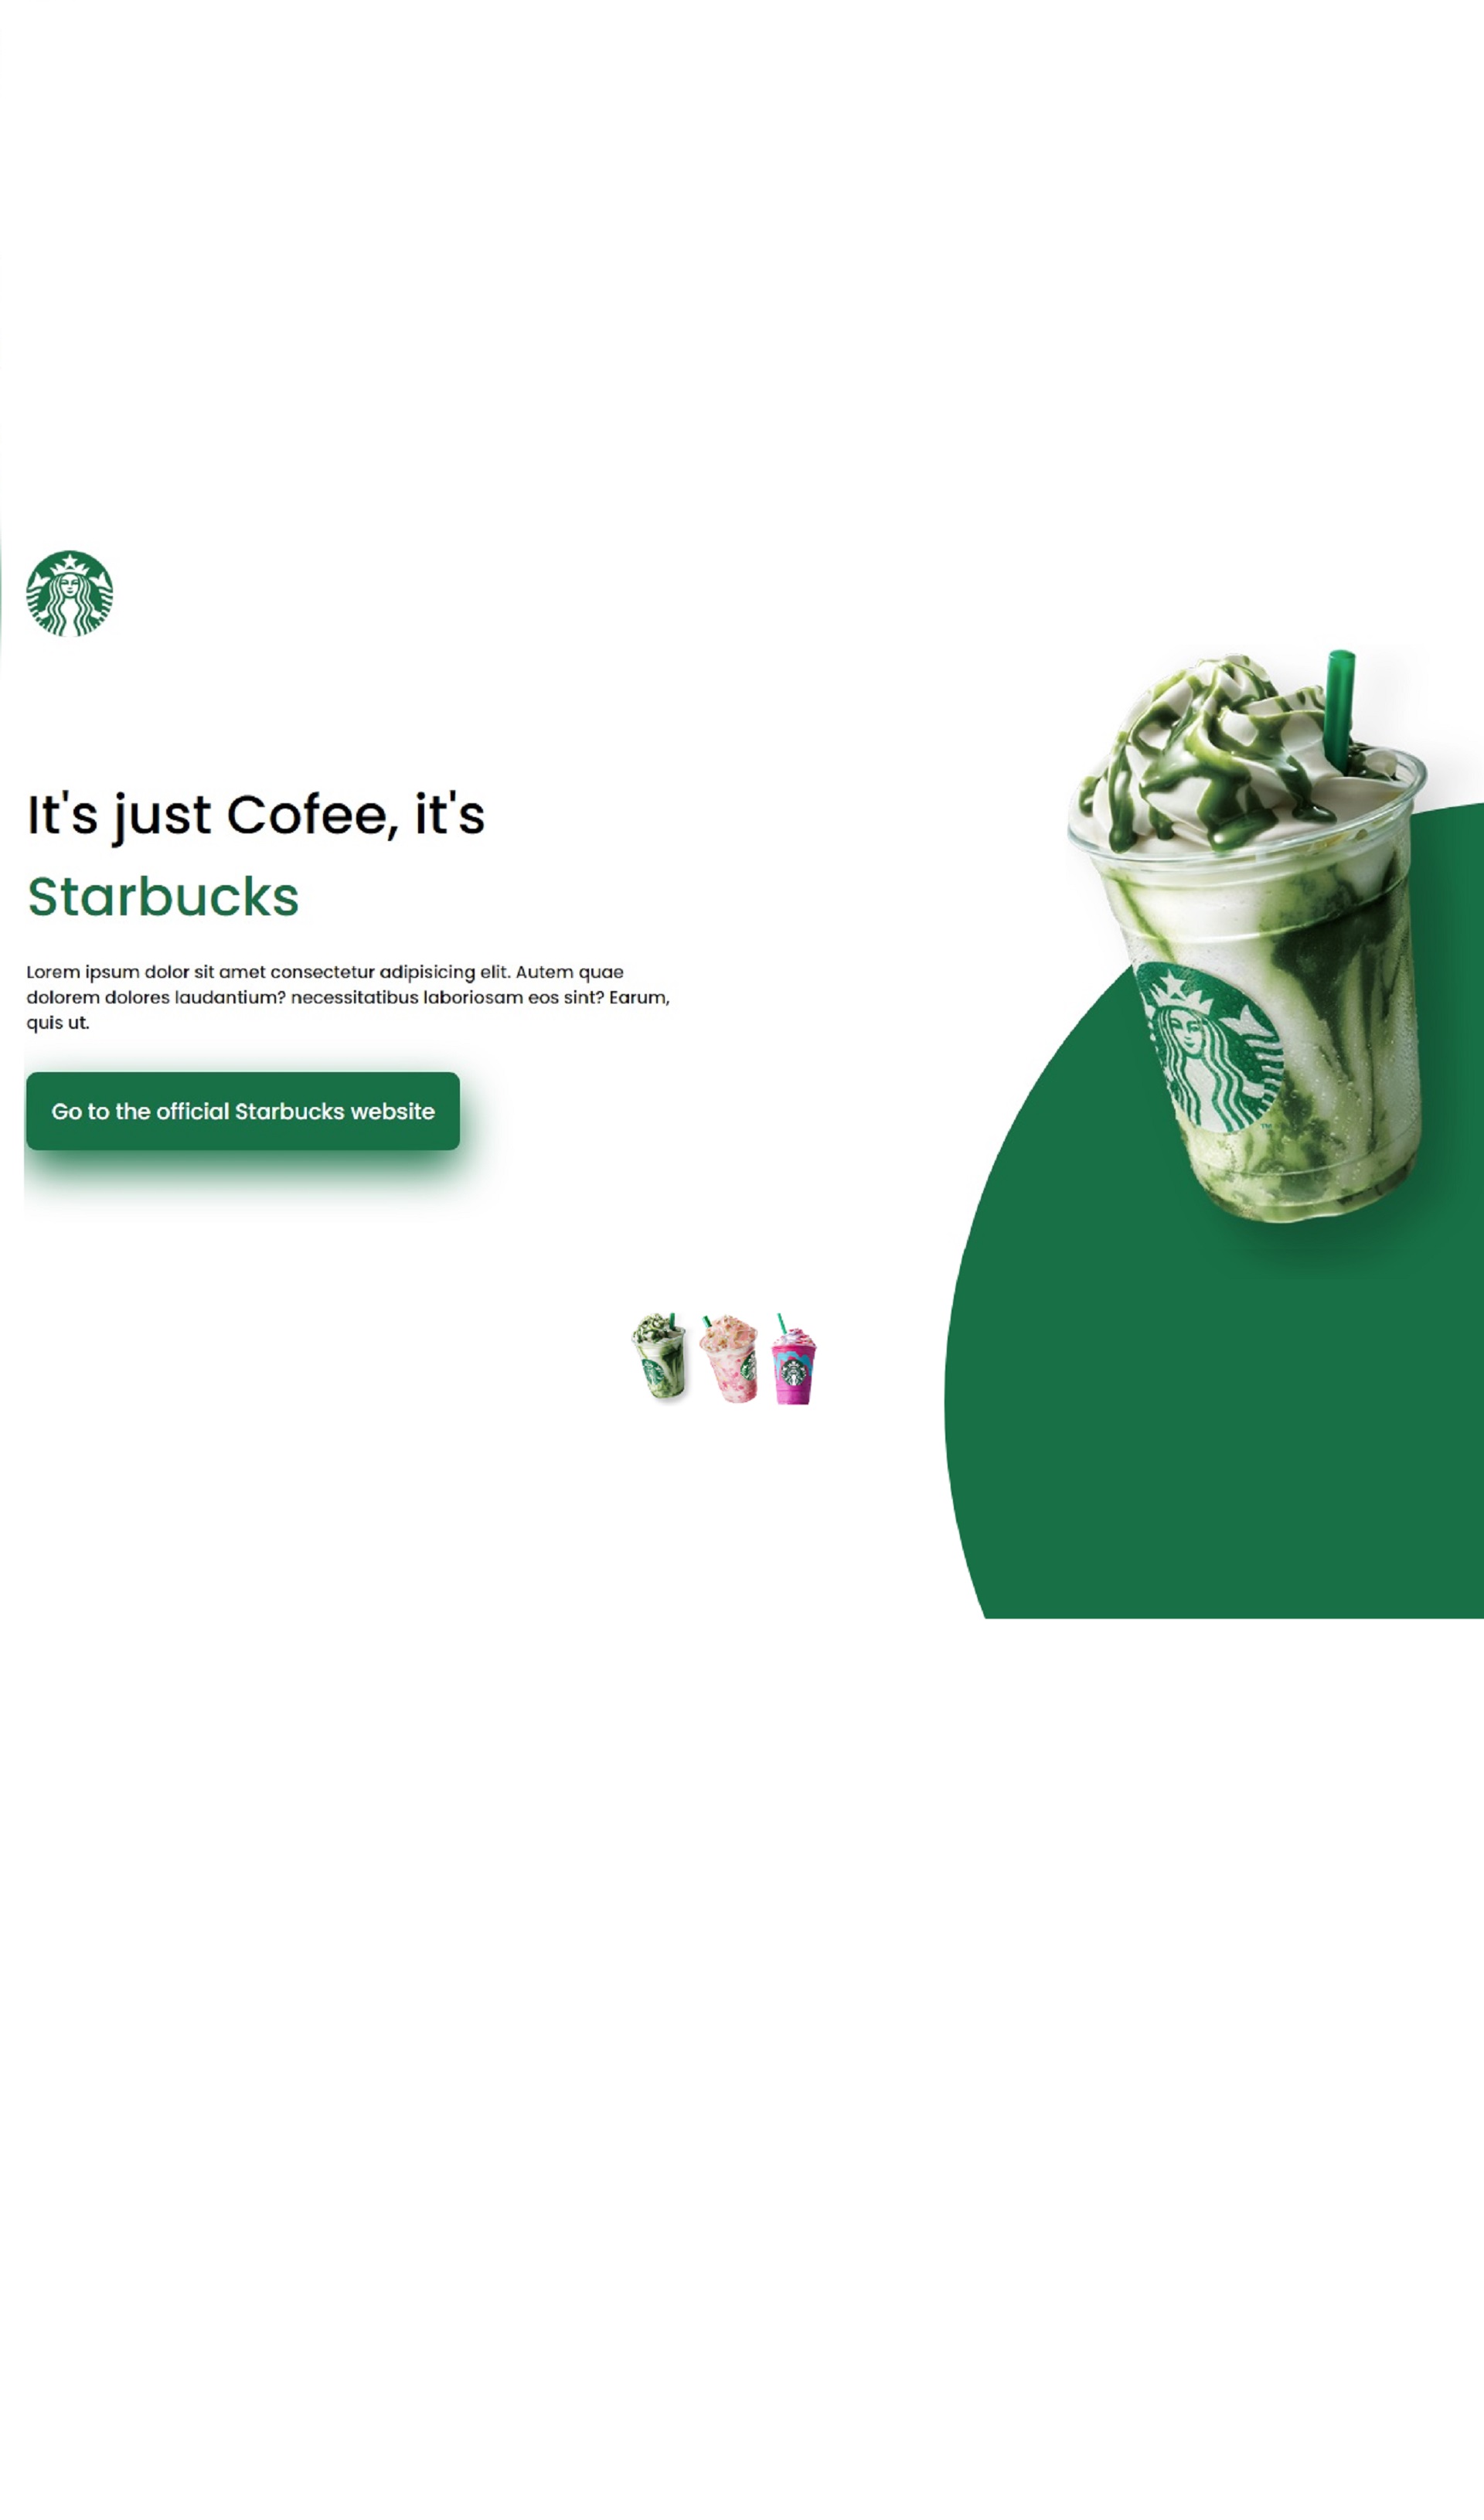 It's just Cofee, it's
Starbucks
Lorem ipsum dolor sit amet consectetur adipisicing elit. Autem quae
dolorem dolores laudantium? necessitatibus laboriosam eos sint? Earum,
quis ut.
Go to the official Starbucks website
TM